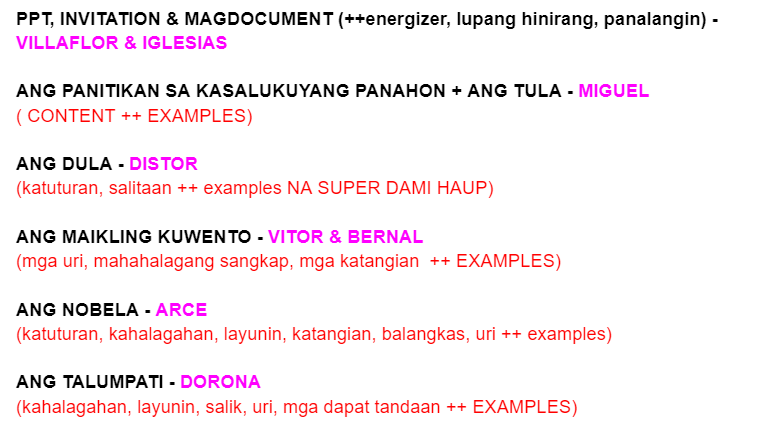 PPT, INVITATION & MAGDOCUMENT (++energizer, lupang hinirang, panalangin) -
VILLAFLOR & IGLESIAS
ANG PANITIKAN SA KASALUKUYANG PANAHON + ANG TULA - MIGUEL
( CONTENT ++ EXAMPLES)
ANG DULA - DISTOR
(katuturan, salitaan ++ examples NA SUPER DAMI HAUP)
ANG MAIKLING KUWENTO - VITOR & BERNAL
(mga uri, mahahalagang sangkap, mga katangian ++ EXAMPLES)
ANG NOBELA - ARCE
(katuturan, kahalagahan, layunin, katangian, balangkas, uri ++ examples)
ANG TALUMPATI - DORONA
(kahalagahan, layunin, salik, uri, mga dapat tandaan ++ EXAMPLES)